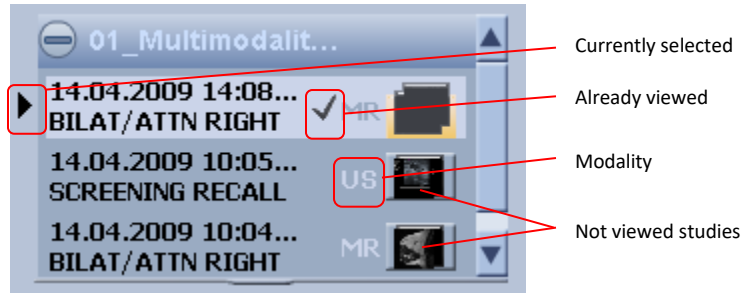 01_Multimodalit...
14.04.2009 14:08...
MR
BILAT/ATTN RIGHT
14.04.2009 10:05...
US
SCREENING RECALL
14.04.2009 10:04...
MR
BILAT/ATTN RIGHT
Currently selected
Already viewed
Modality
Not viewed studies